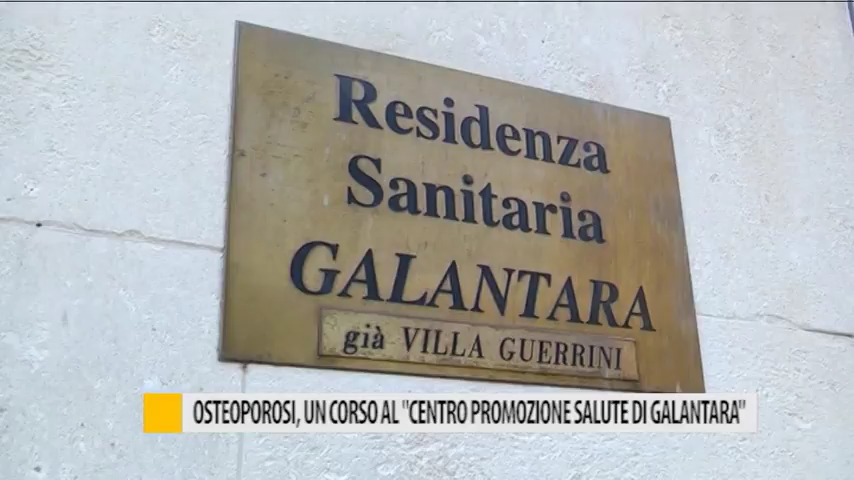 Residenza
Sanitaria
GALANTARA
già VILLA GUERRINI
OSTEOPOROSI, UN CORSO AL "CENTRO PROMOZIONE SALUTE DI GALANTARA"